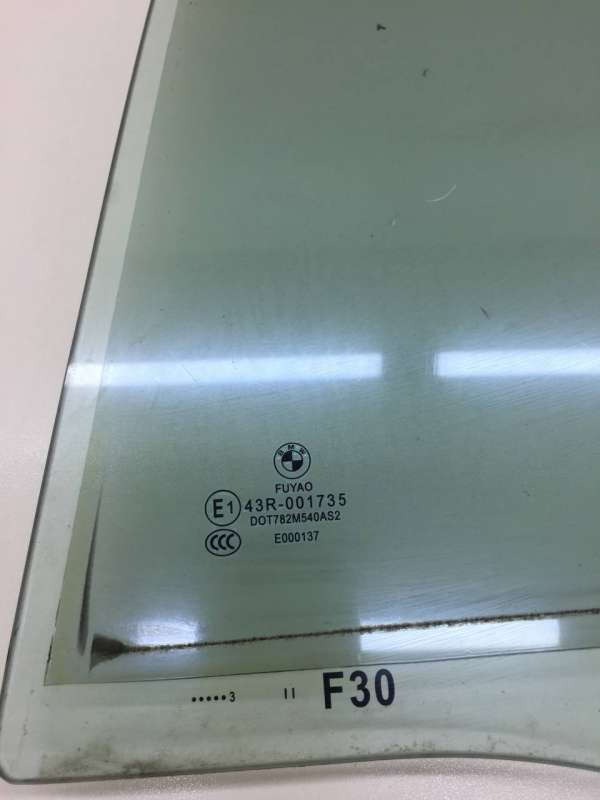 BMW
FUYAO
E1 43R-001735
DOT782M540AS2
CCC E000137
•••••3 II F30